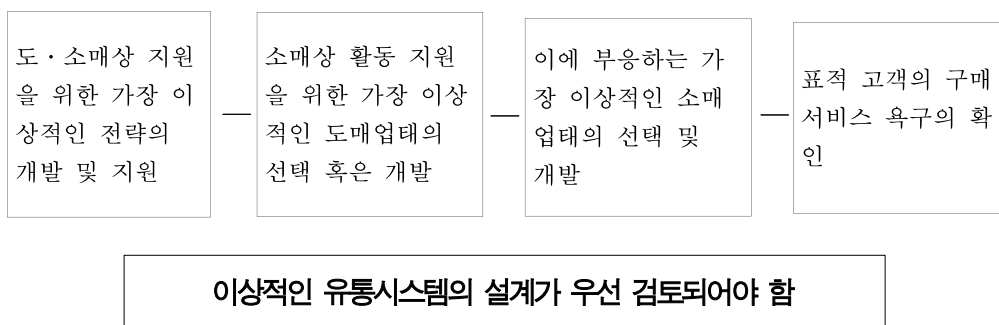 도·소매상 지원
을 위한 가장 이
상적인 전략의
개발 및 지원
소매상 활동 지원
을 위한 가장 이상
적인 도매업태의
선택 혹은 개발
이에 부응하는 가
장 이상적인 소매
업태의 선택 및
개발
표적 고객의 구매
서비스 욕구의 확
인
이상적인 유통시스템의 설계가 우선 검토되어야 함